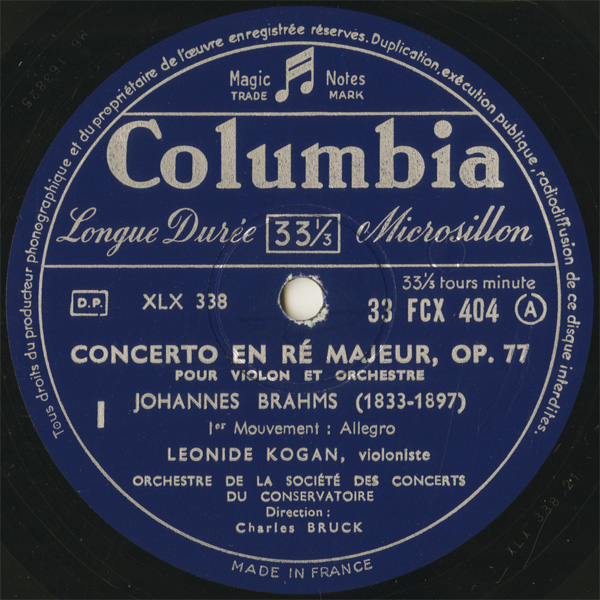 Tous droits du producteur phonographique et du propriétaire de l'œuvre enregistrée réservés. Duplication, exécution publique, radiodiffusion de ce disque interdites.
Magic Notes
TRADE MARK
Columbia
Longue Durée 33⅓ Microsillon
33⅓ tours minute
D.P. XLX 338 33 FCX 404 A
CONCERTO EN RÉ MAJEUR, OP. 77
POUR VIOLON ET ORCHESTRE
I JOHANNES BRAHMS (1833-1897)
Ier Mouvement : Allegro
LEONIDE KOGAN, violoniste
ORCHESTRE DE LA SOCIÉTÉ DES CONCERTS
DU CONSERVATOIRE
Direction :
Charles BRUCK
MADE IN FRANCE